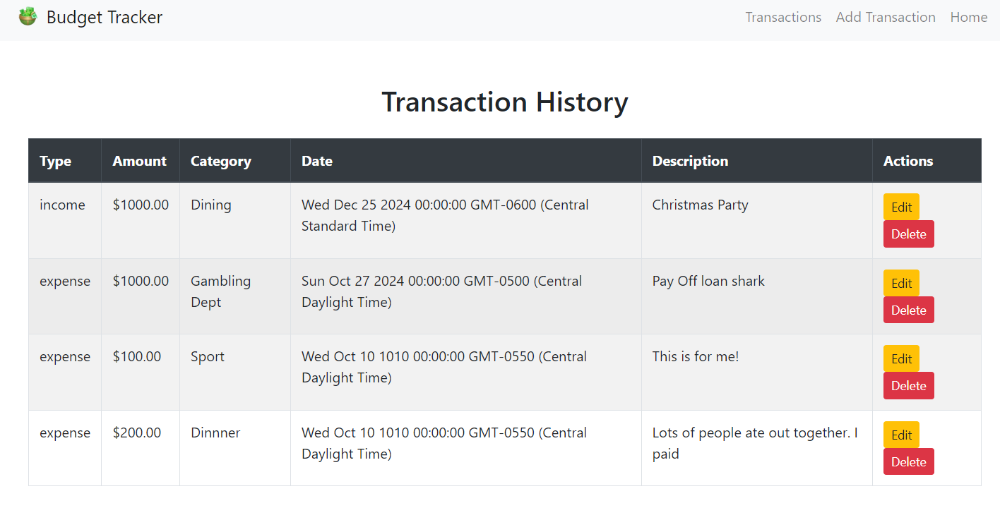 Budget Tracker
Transactions Add Transaction Home
Transaction History
Type Amount Category Date Description Actions
income $1000.00 Dining Wed Dec 25 2024 00:00:00 GMT-0600 (Central Christmas Party Edit
Standard Time)
Delete
expense $1000.00 Gambling Sun Oct 27 2024 00:00:00 GMT-0500 (Central Pay Off loan shark Edit
Dept Daylight Time)
Delete
expense $100.00 Sport Wed Oct 10 1010 00:00:00 GMT-0550 (Central This is for me! Edit
Daylight Time)
Delete
expense $200.00 Dinnner Wed Oct 10 1010 00:00:00 GMT-0550 (Central Lots of people ate out together. I Edit
Daylight Time) paid
Delete